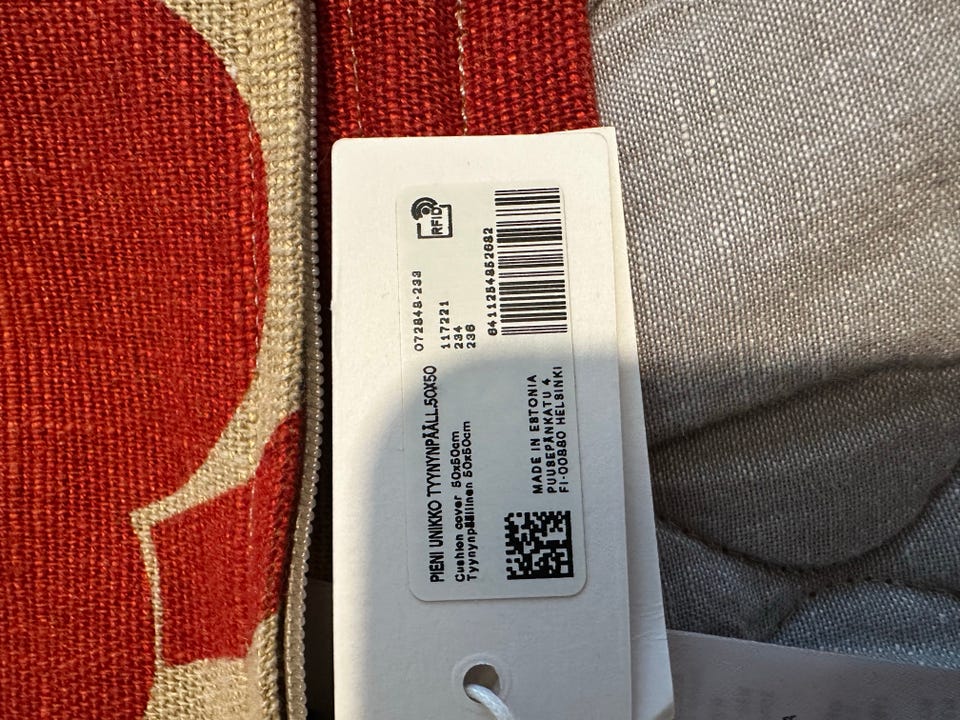 RFID
072848-233
117221
234
236
6411254852682
PIENI UNIKKO TYYNYNPÄÄLL.50X50
Cushion cover 50x50cm
Tyynynpäällinen 50x50cm
MADE IN ESTONIA
PUUSEPÄNKATU 4
FI-00880 HELSINKI